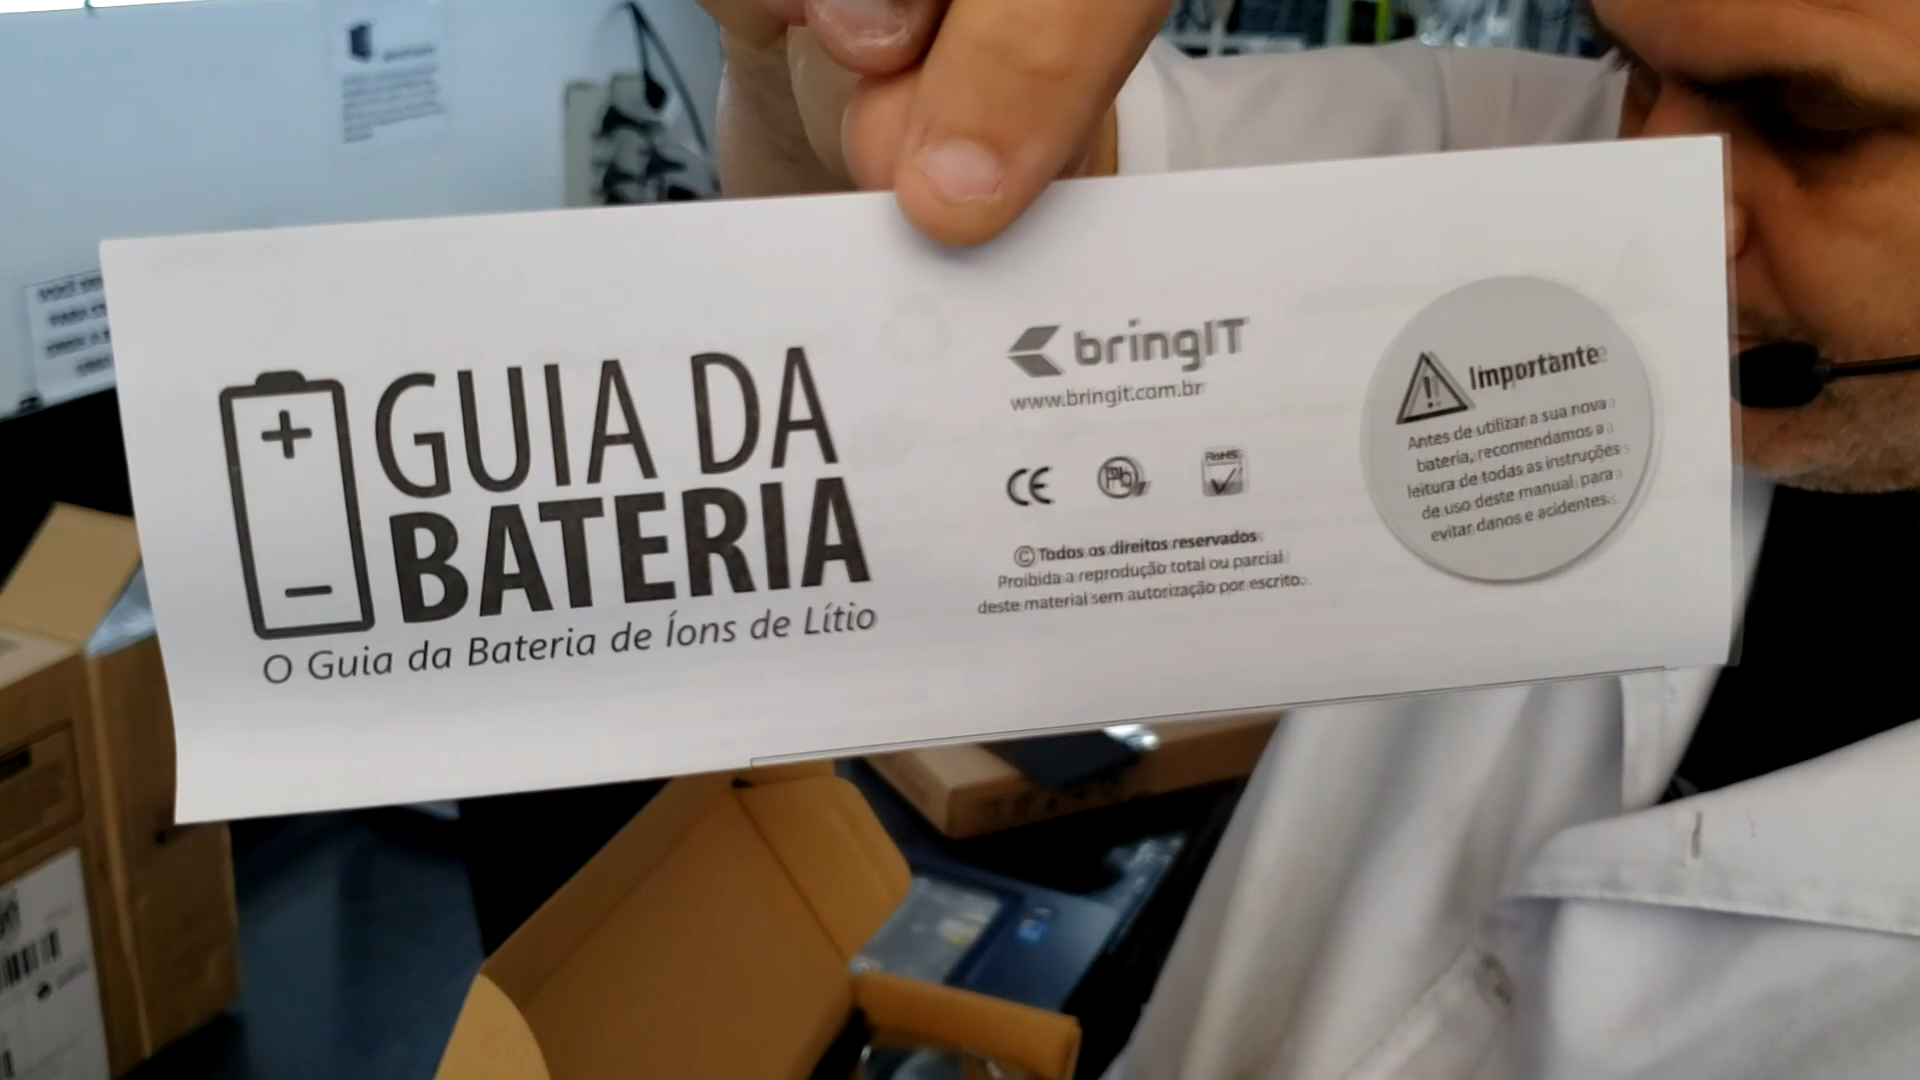 GUIA DA
BATERIA
O Guia da Bateria de Íons de Lítio
bringIT
www.bringit.com.br
CE
Pb
RoHS
© Todos os direitos reservados
Proibida a reprodução total ou parcial
deste material sem autorização por escrito.
Importante
Antes de utilizar a sua nova
bateria, recomendamos a
leitura de todas as instruções
de uso deste manual para
evitar danos e acidentes.